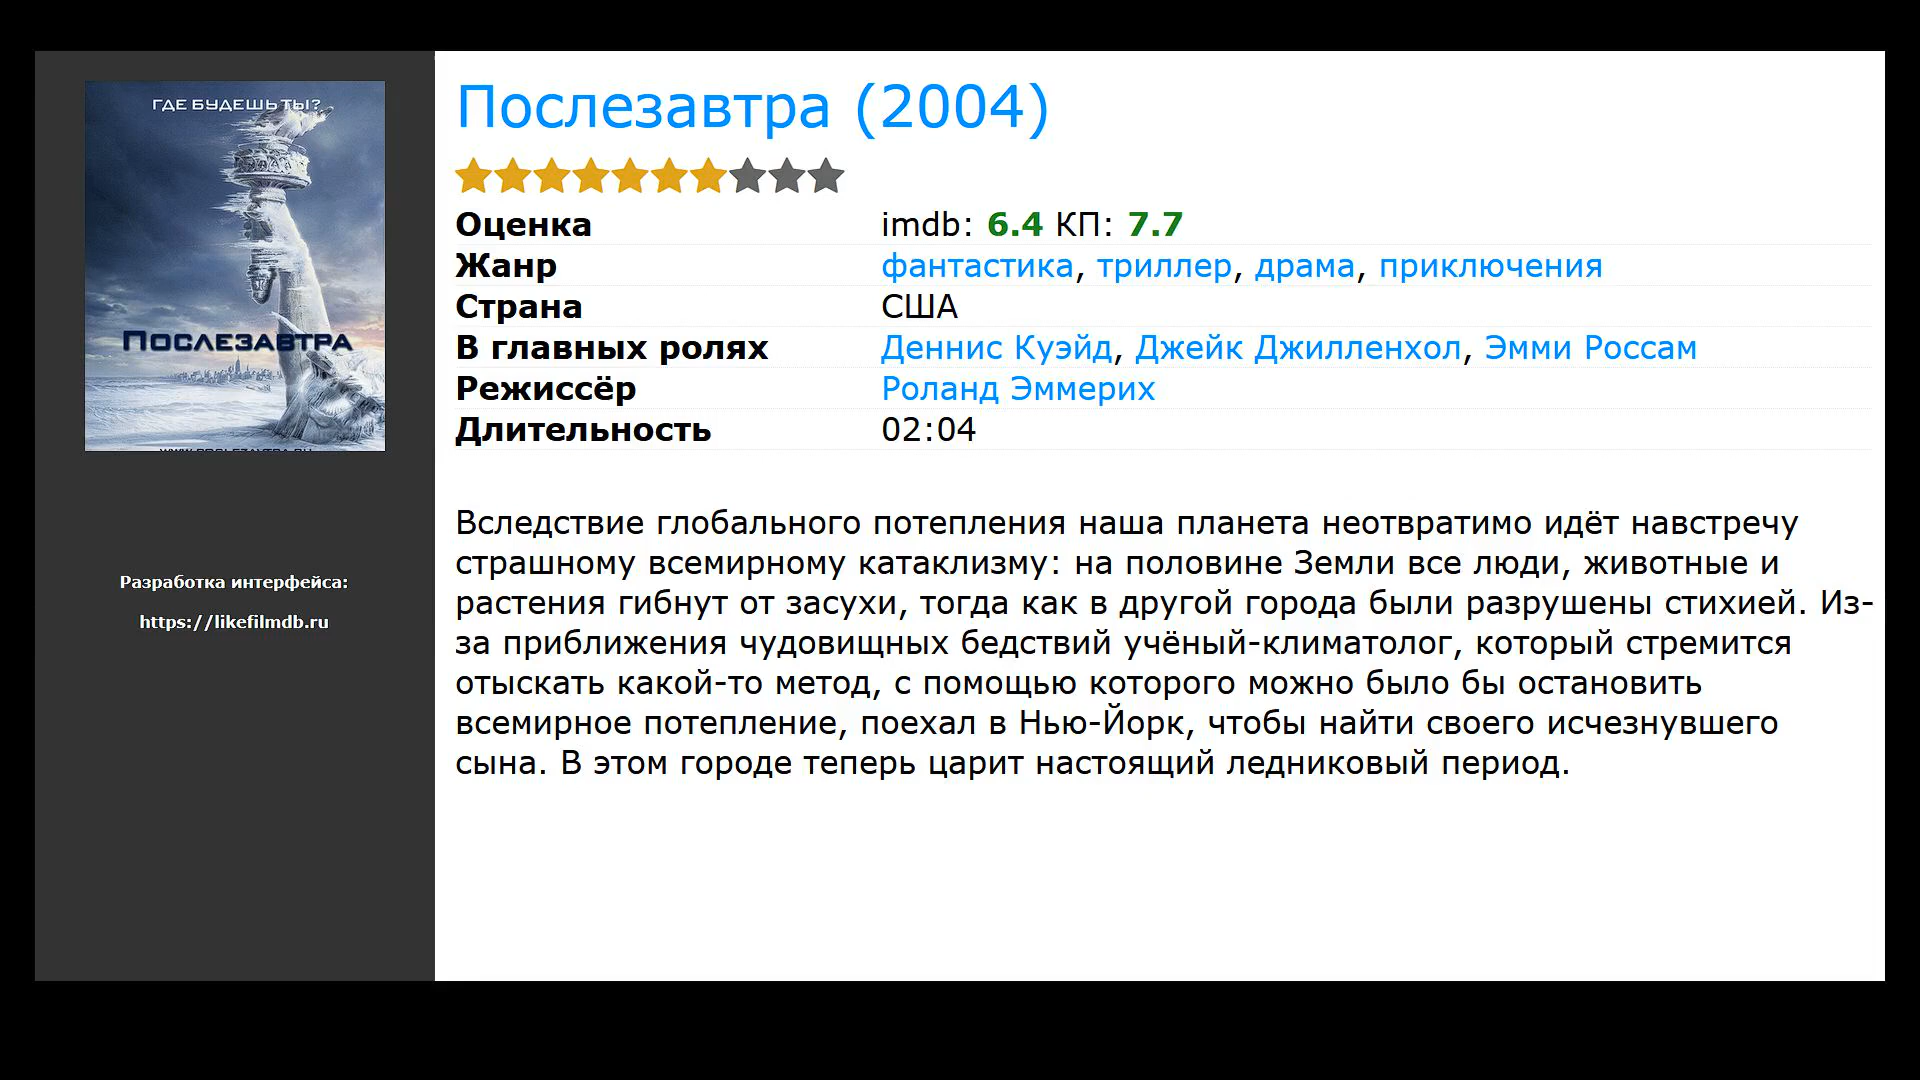 ГДЕ БУДЕШЬ ТЫ?
ПОСЛЕЗАВТРА
Разработка интерфейса:
https://likefilmdb.ru
Послезавтра (2004)
Оценка imdb: 6.4 КП: 7.7
Жанр фантастика, триллер, драма, приключения
Страна США
В главных ролях Деннис Куэйд, Джейк Джилленхол, Эмми Россам
Режиссёр Роланд Эммерих
Длительность 02:04
Вследствие глобального потепления наша планета неотвратимо идёт навстречу
страшному всемирному катаклизму: на половине Земли все люди, животные и
растения гибнут от засухи, тогда как в другой города были разрушены стихией. Из-
за приближения чудовищных бедствий учёный-климатолог, который стремится
отыскать какой-то метод, с помощью которого можно было бы остановить
всемирное потепление, поехал в Нью-Йорк, чтобы найти своего исчезнувшего
сына. В этом городе теперь царит настоящий ледниковый период.